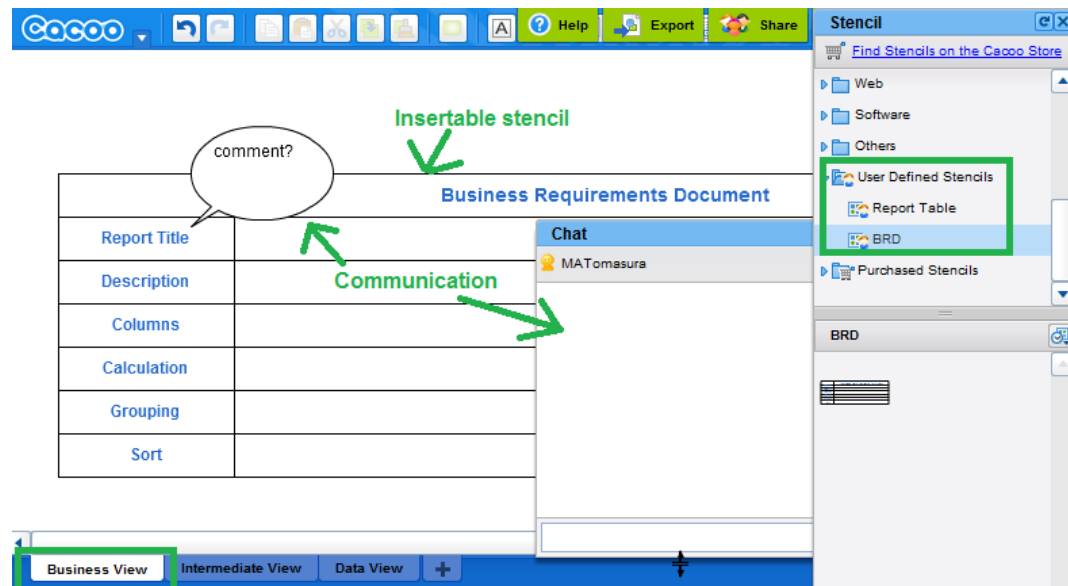 Cacoo
A
Help
Export
Share
Stencil
Find Stencils on the Cacoo Store
Web
Software
Others
User Defined Stencils
Report Table
BRD
Purchased Stencils
BRD
Insertable stencil
comment?
Business Requirements Document
Report Title
Description
Columns
Calculation
Grouping
Sort
Communication
Chat
MATomasura
Business View
Intermediate View
Data View